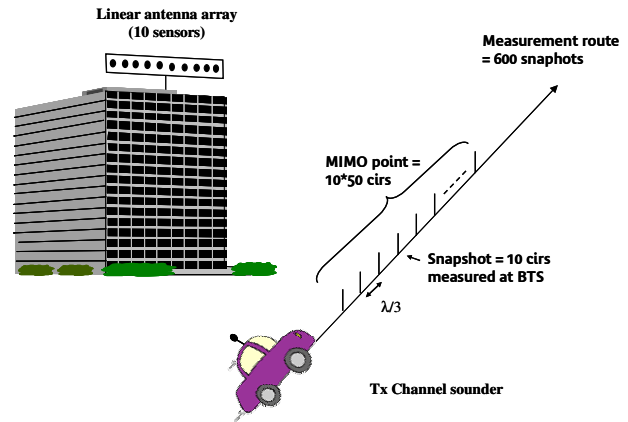 Linear antenna array
(10 sensors)
Measurement route
= 600 snaphots
MIMO point =
10*50 cirs
Snapshot = 10 cirs
measured at BTS
λ/3
Tx Channel sounder